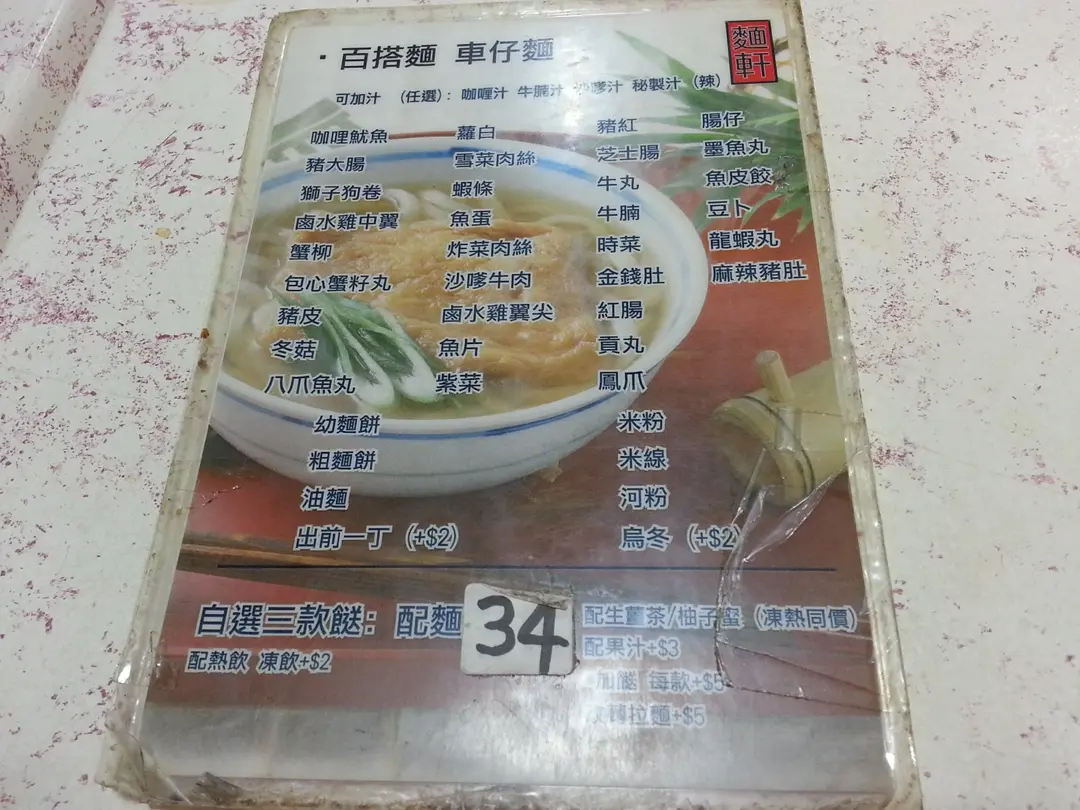 ·百搭麵 車仔麵
麵軒
可加汁 (任選): 咖喱汁 牛腩汁 沙嗲汁 秘製汁 (辣)
咖哩魷魚 蘿白 豬紅 腸仔
豬大腸 雪菜肉絲 芝士腸 墨魚丸
獅子狗卷 蝦條 牛丸 魚皮餃
鹵水雞中翼 魚蛋 牛腩 豆卜
蟹柳 炸菜肉絲 時菜 龍蝦丸
包心蟹籽丸 沙嗲牛肉 金錢肚 麻辣豬肚
豬皮 鹵水雞翼尖 紅腸
冬菇 魚片 貢丸
八爪魚丸 紫菜 鳳爪
幼麵餅 米粉
粗麵餅 米線
油麵 河粉
出前一丁 (+$2) 烏冬 (+$2)
自選三款餸: 配麵 34 配生薑茶/柚子蜜 (凍熱同價)
配熱飲 凍飲+$2 配果汁+$3
加餸 每款+$5
轉拉麵+$5